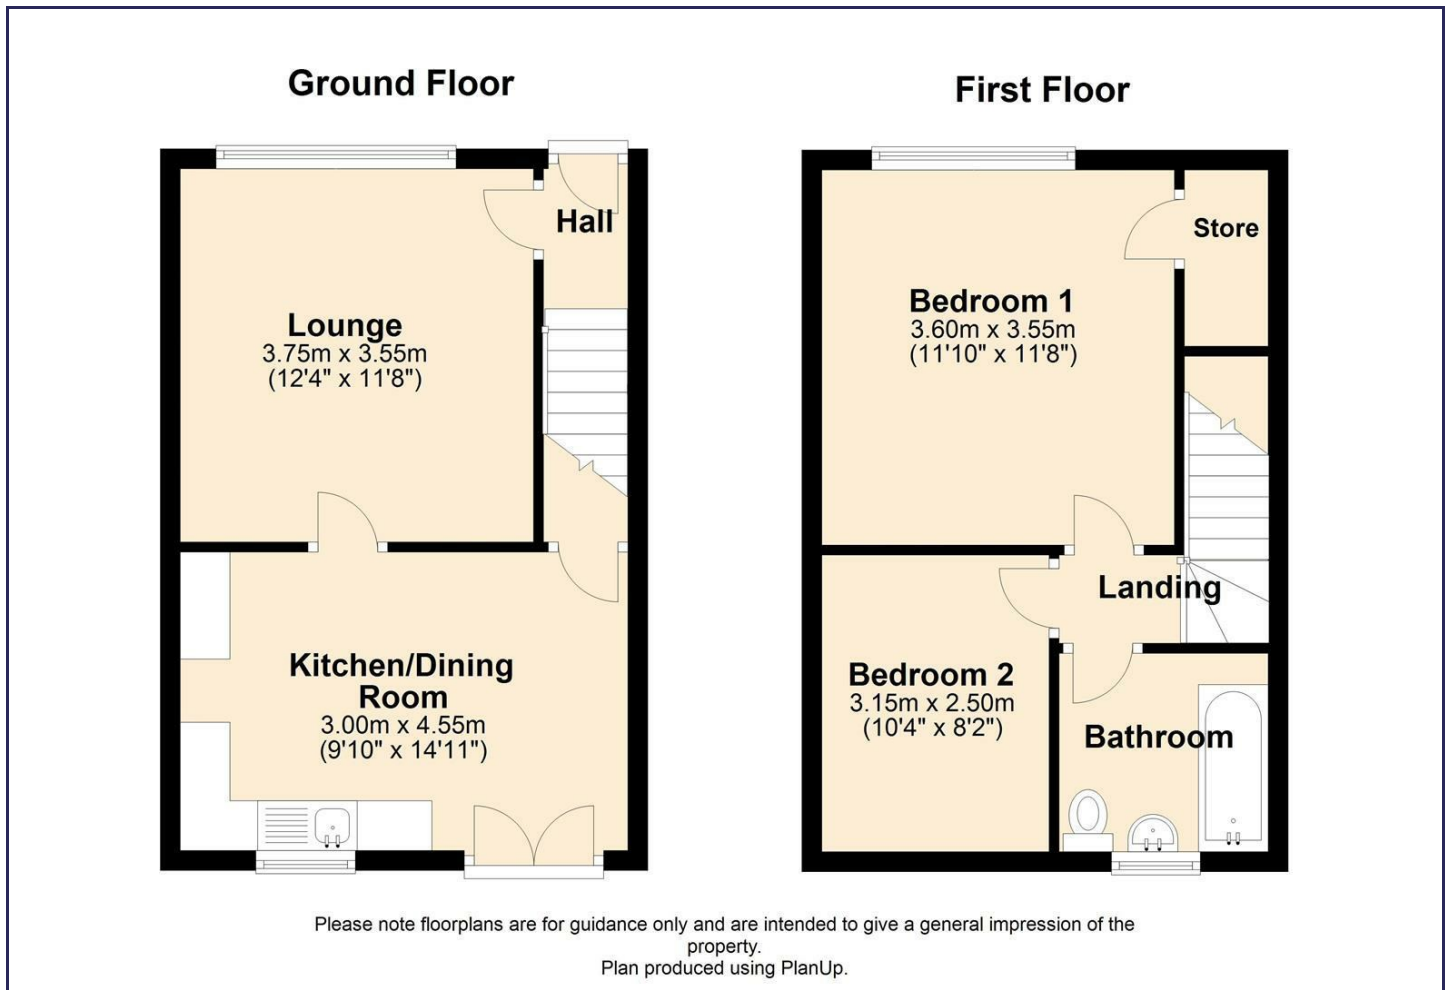 Ground Floor
First Floor
Hall
Lounge
3.75m x 3.55m
(12'4" x 11'8")
Kitchen/Dining
Room
3.00m x 4.55m
(9'10" x 14'11")
Store
Bedroom 1
3.60m x 3.55m
(11'10" x 11'8")
Landing
Bedroom 2
3.15m x 2.50m
(10'4" x 8'2")
Bathroom
Please note floorplans are for guidance only and are intended to give a general impression of the
property.
Plan produced using PlanUp.